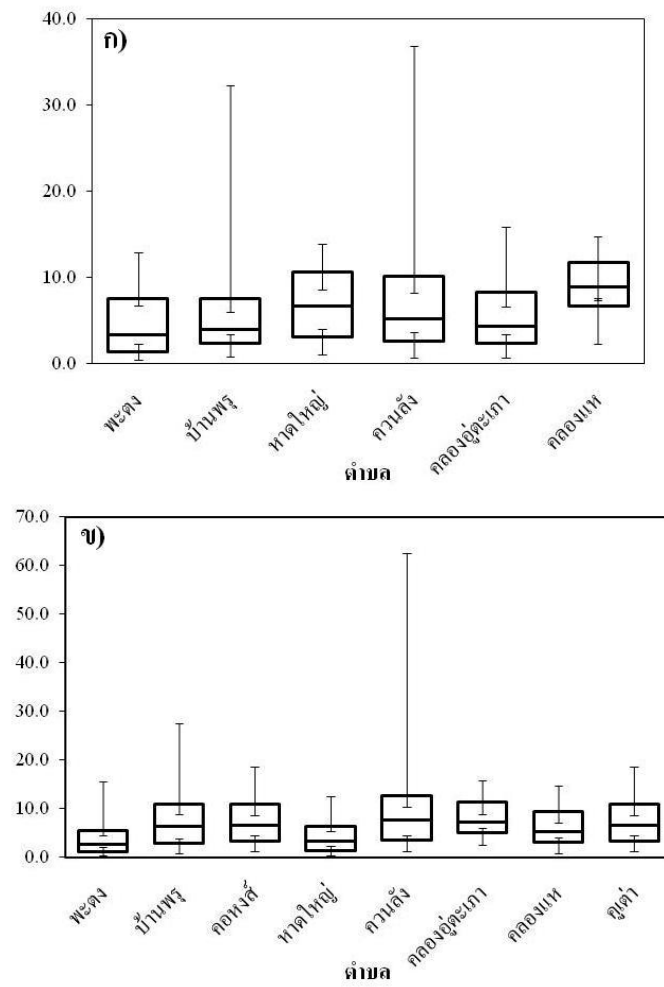 ก)
40.0
30.0
20.0
10.0
0.0
พะตง บ้านพรุ หาดใหญ่ ควนลัง คลองอู่ตะเภา คลองแห
ตำบล
ข)
70.0
60.0
50.0
40.0
30.0
20.0
10.0
0.0
พะตง บ้านพรุ คอหงส์ หาดใหญ่ ควนลัง คลองอู่ตะเภา คลองแห คูเต่า
ตำบล